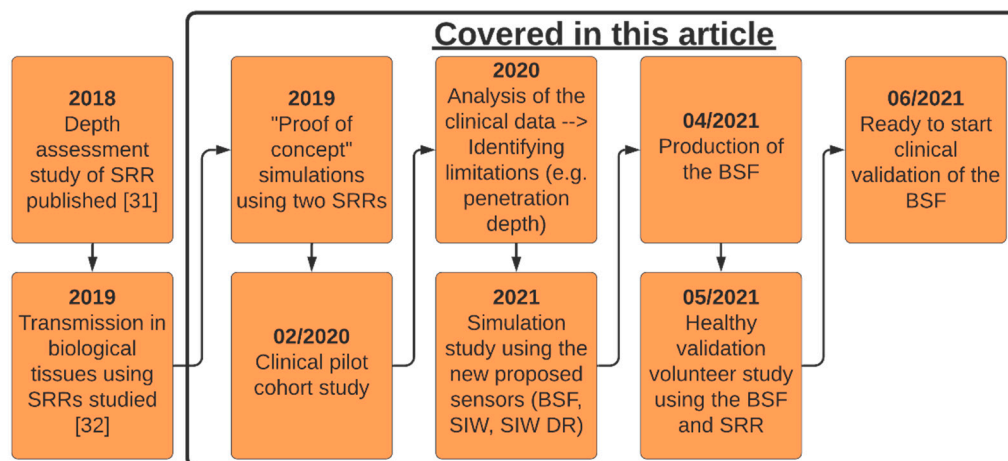 Covered in this article
2018
Depth
assessment
study of SRR
published [31]
2019
Transmission in
biological
tissues using
SRRs studied
[32]
2019
"Proof of
concept"
simulations
using two SRRs
02/2020
Clinical pilot
cohort study
2020
Analysis of the
clinical data -->
Identifying
limitations (e.g.
penetration
depth)
2021
Simulation
study using the
new proposed
sensors (BSF,
SIW, SIW DR)
04/2021
Production of
the BSF
05/2021
Healthy
validation
volunteer study
using the BSF
and SRR
06/2021
Ready to start
clinical
validation of the
BSF